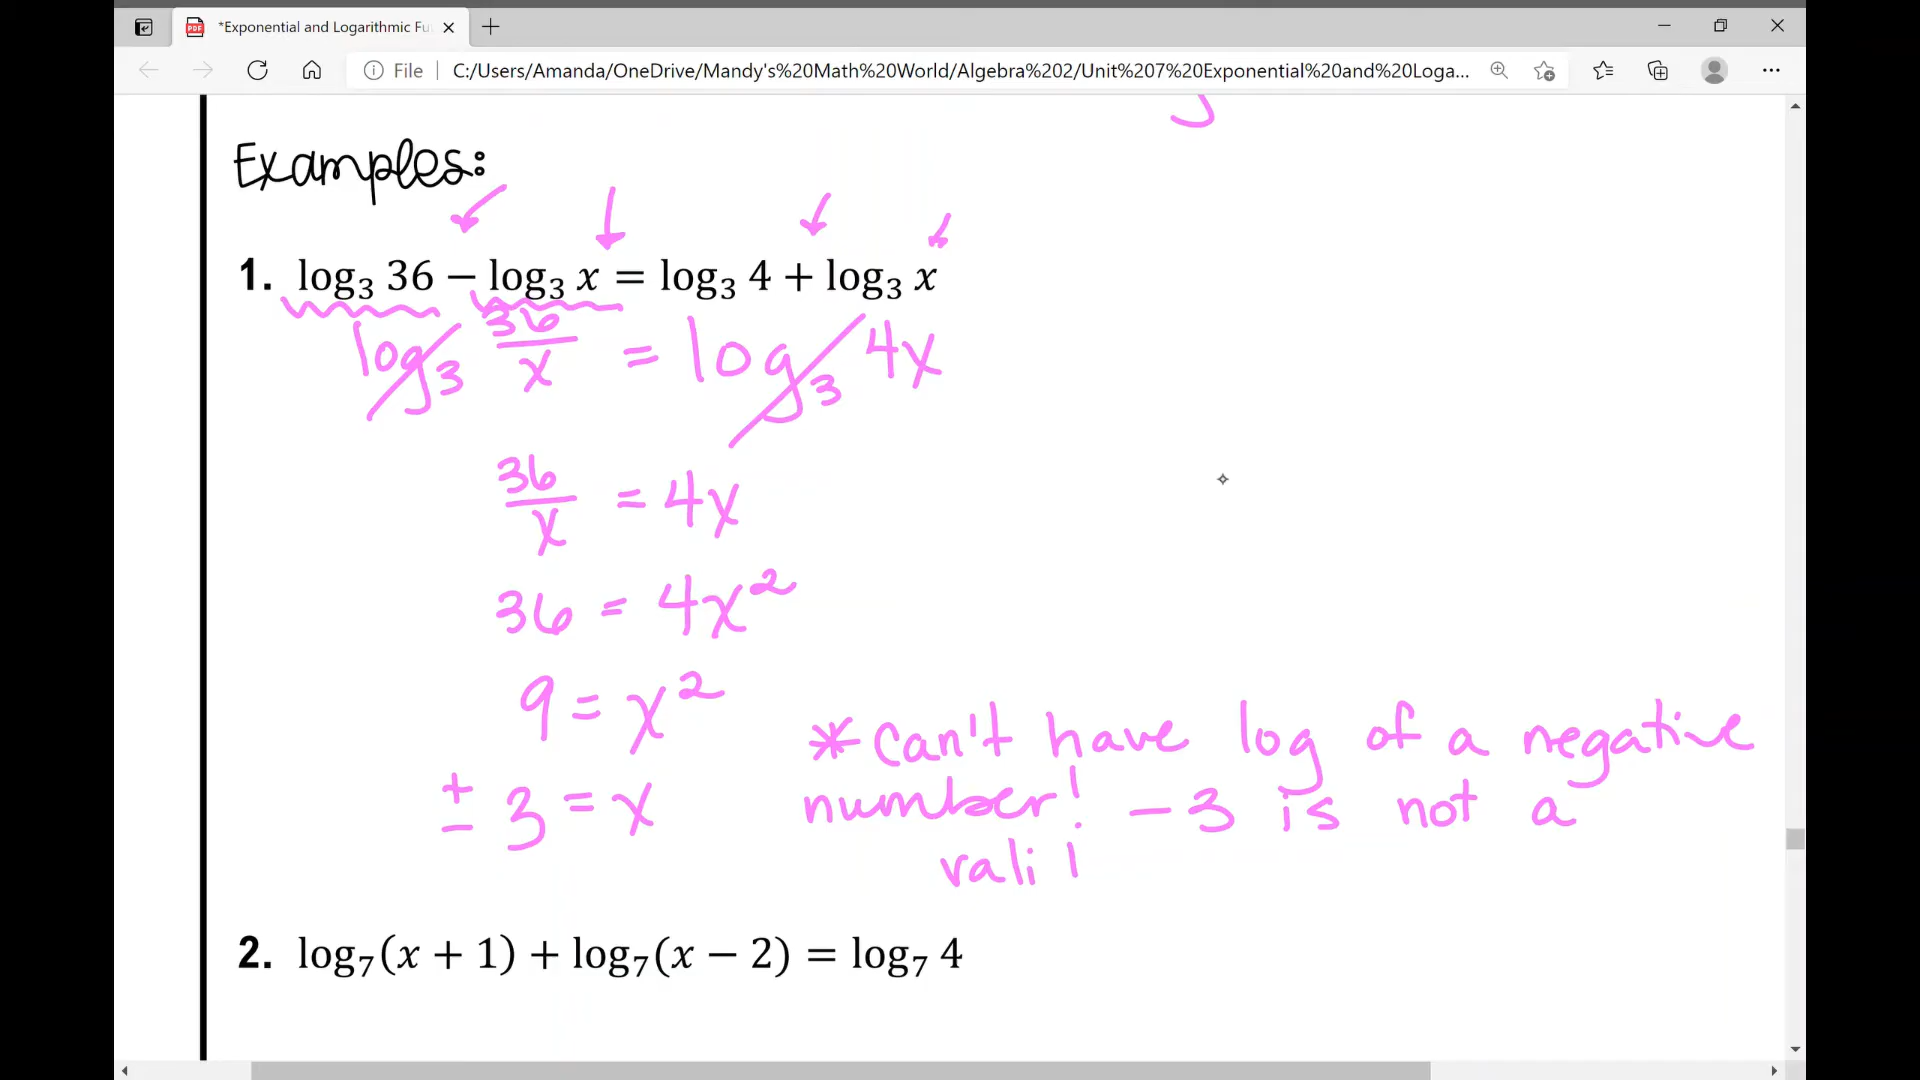 *Exponential and Logarithmic Fu
File C:/Users/Amanda/OneDrive/Mandy's%20Math%20World/Algebra%202/Unit%207%20Exponential%20and%20Loga...
Examples:
1. log₃ 36 − log₃ x = log₃ 4 + log₃ x
log₃ 36/x = log₃ 4x
36/x = 4x
36 = 4x²
9 = x²
± 3 = x
*Can't have log of a negative
number! −3 is not a
vali
2. log₇(x + 1) + log₇(x − 2) = log₇ 4